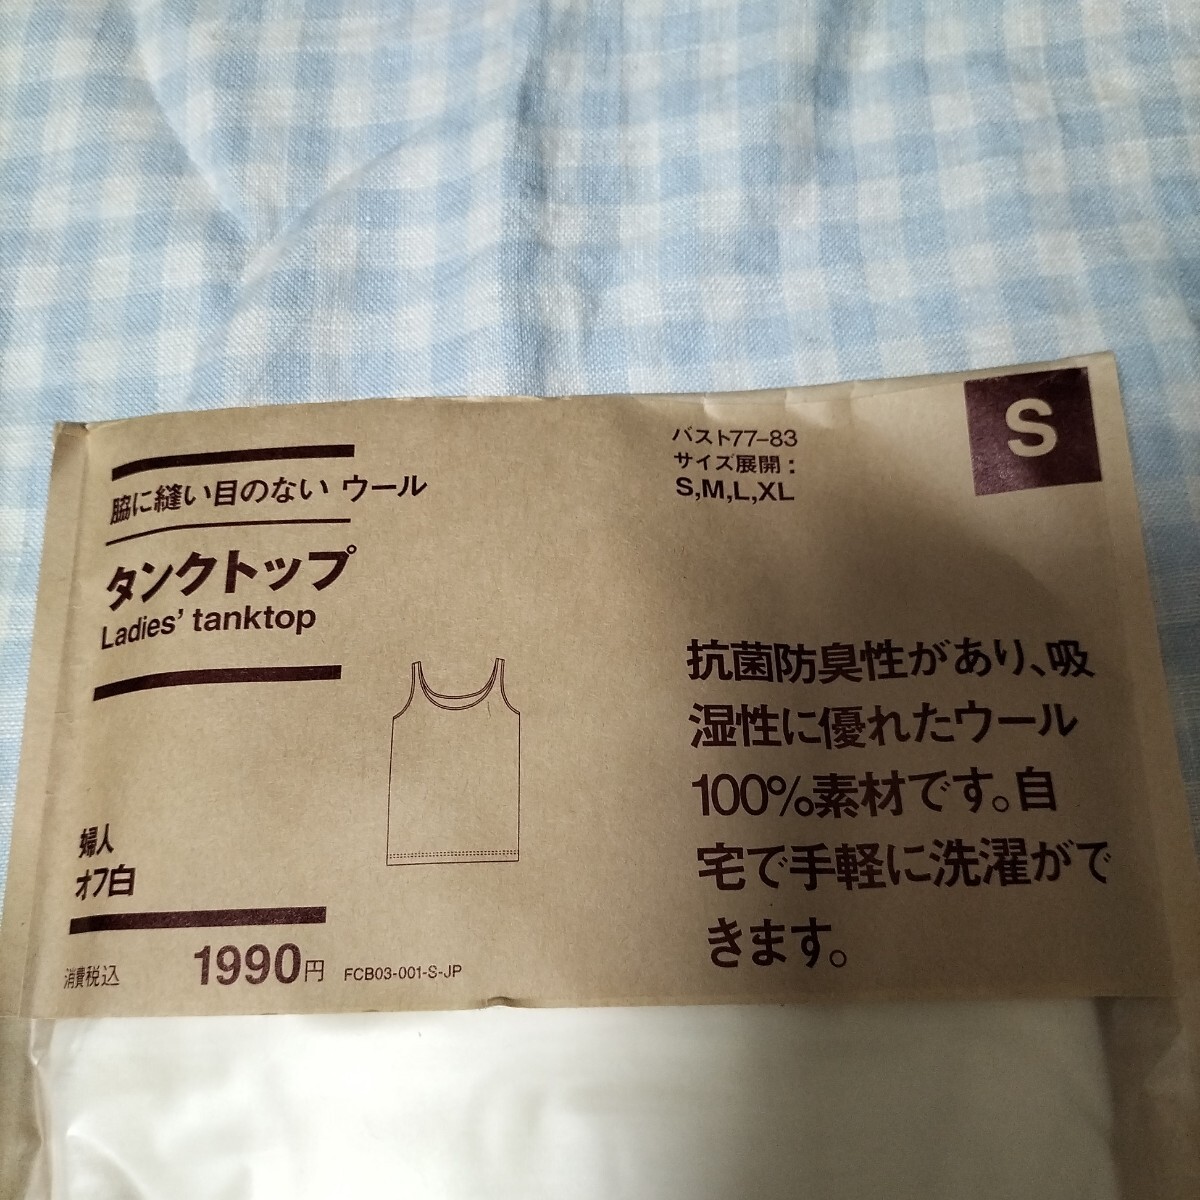 脇に縫い目のない ウール
タンクトップ
Ladies' tanktop
婦人
オフ白
消費税込 1990円 FCB03-001-S-JP
バスト77-83
サイズ展開:
S,M,L,XL
S
抗菌防臭性があり、吸
湿性に優れたウール
100%素材です。自
宅で手軽に洗濯がで
きます。